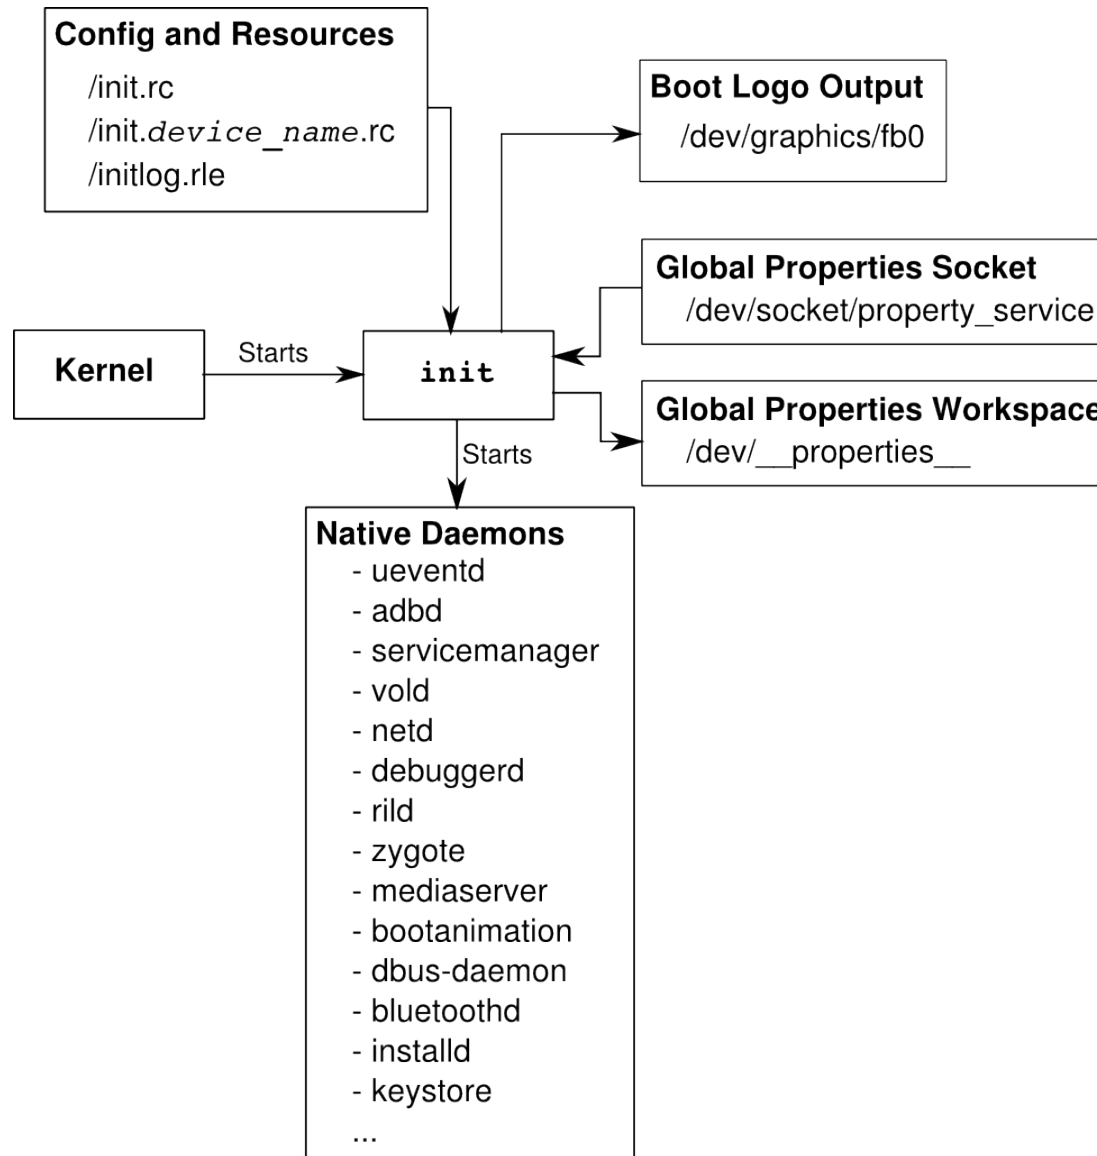 Config and Resources
/init.rc
/init.device_name.rc
/initlog.rle
Boot Logo Output
/dev/graphics/fb0
Global Properties Socket
/dev/socket/property_service
Kernel
Starts
init
Global Properties Workspace
/dev/__properties__
Starts
Native Daemons
- ueventd
- adbd
- servicemanager
- vold
- netd
- debuggerd
- rild
- zygote
- mediaserver
- bootanimation
- dbus-daemon
- bluetoothd
- installd
- keystore
...